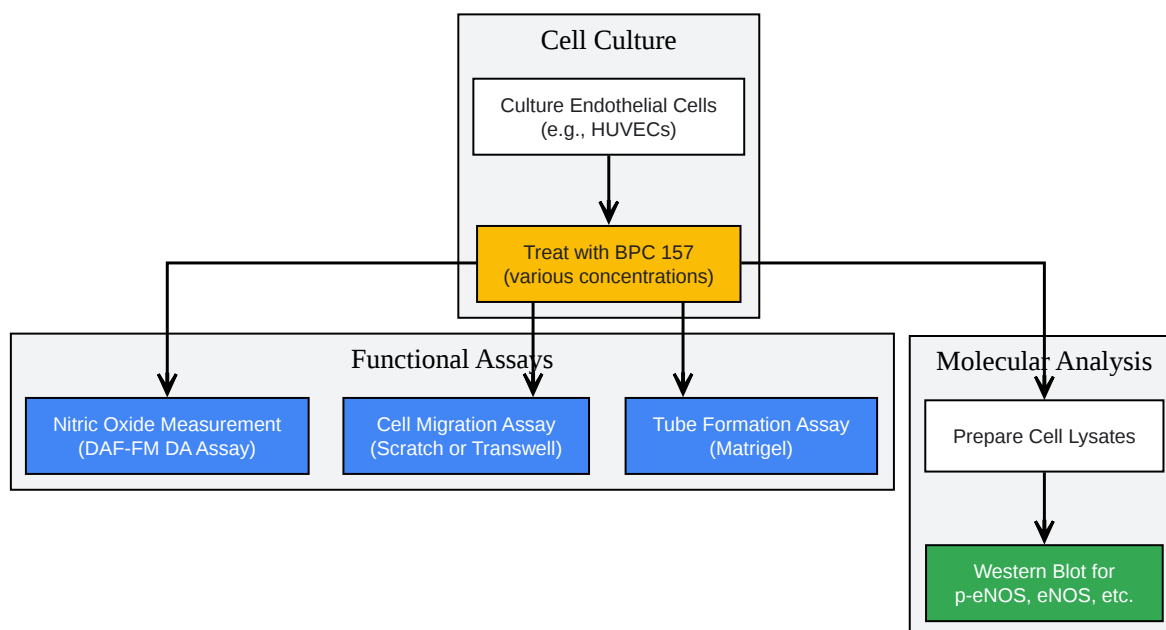 Cell Culture
Culture Endothelial Cells
(e.g., HUVECs)
Treat with BPC 157
(various concentrations)
Functional Assays
Nitric Oxide Measurement
(DAF-FM DA Assay)
Cell Migration Assay
(Scratch or Transwell)
Tube Formation Assay
(Matrigel)
Molecular Analysis
Prepare Cell Lysates
Western Blot for
p-eNOS, eNOS, etc.